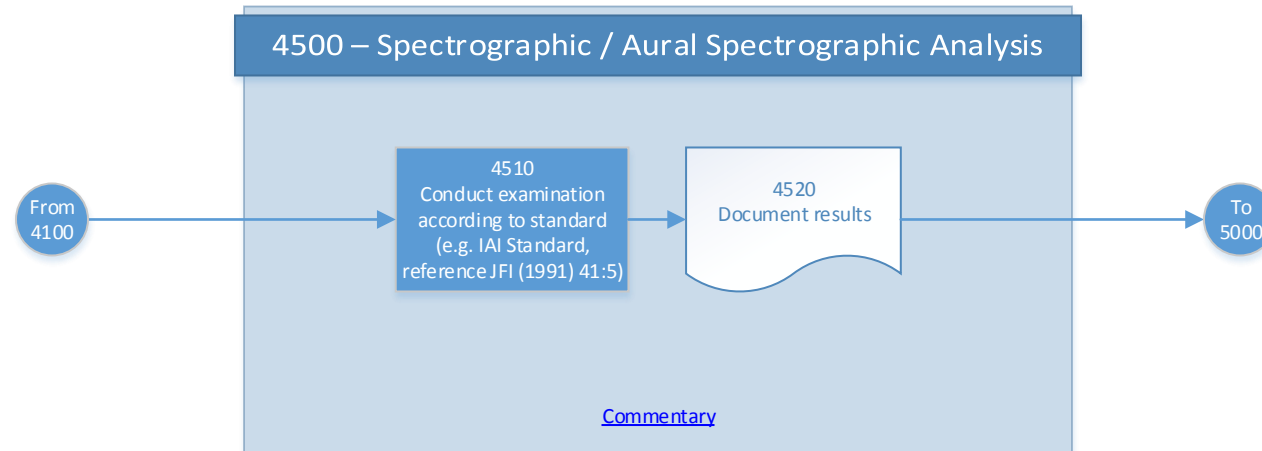 4500 – Spectrographic / Aural Spectrographic Analysis
From
4100
4510
Conduct examination
according to standard
(e.g. IAI Standard,
reference JFI (1991) 41:5)
4520
Document results
To
5000
Commentary